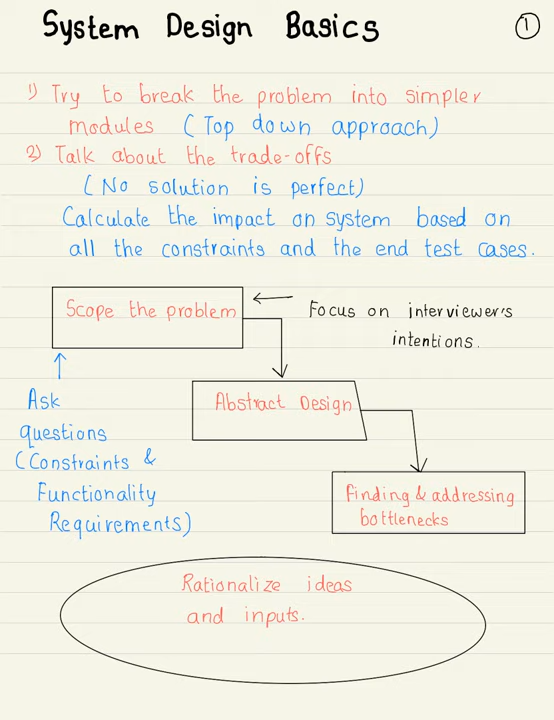 System Design Basics
1
1) Try to break the problem into simpler
modules (Top down approach)
2) Talk about the trade-offs
(No solution is perfect)
Calculate the impact on system based on
all the constraints and the end test cases.
Scope the problem
Focus on interviewer's
intentions.
Ask
questions
(Constraints &
Functionality
Requirements)
Abstract Design
Finding & addressing
bottlenecks
Rationalize ideas
and inputs.